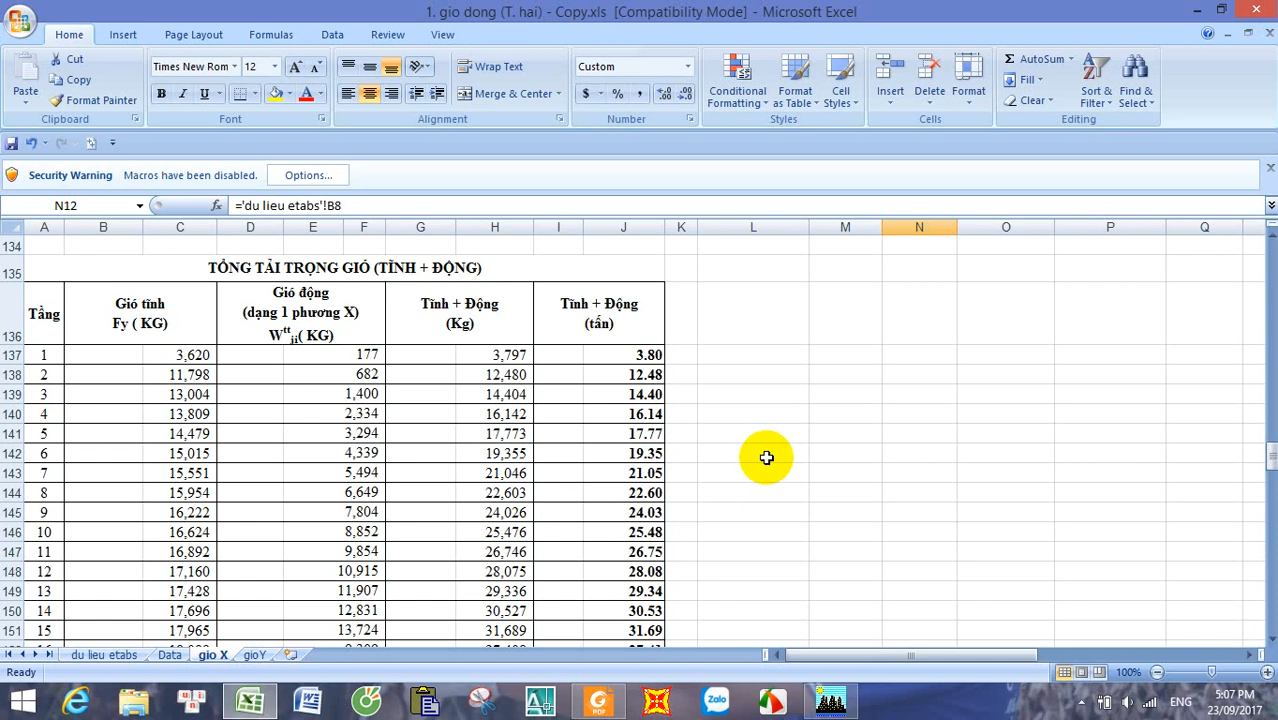 1. gio dong (T. hai) - Copy.xls [Compatibility Mode] - Microsoft Excel
Home Insert Page Layout Formulas Data Review View
Paste Cut Copy Format Painter Clipboard
Times New Rom 12 B I U A Font
Wrap Text Merge & Center Alignment
Custom $ % , Number
Conditional Formatting Format as Table Cell Styles Styles
Insert Delete Format Cells
AutoSum Fill Clear Sort & Filter Find & Select Editing
Security Warning Macros have been disabled. Options...
N12 fx ='du lieu etabs'!B8
A B C D E F G H I J K L M N O P Q
134
135 TỔNG TẢI TRỌNG GIÓ (TĨNH + ĐỘNG)
136 Tầng Gió tĩnh Fy ( KG) Gió động (dạng 1 phương X) Wttji( KG) Tĩnh + Động (Kg) Tĩnh + Động (tấn)
137 1 3,620 177 3,797 3.80
138 2 11,798 682 12,480 12.48
139 3 13,004 1,400 14,404 14.40
140 4 13,809 2,334 16,142 16.14
141 5 14,479 3,294 17,773 17.77
142 6 15,015 4,339 19,355 19.35
143 7 15,551 5,494 21,046 21.05
144 8 15,954 6,649 22,603 22.60
145 9 16,222 7,804 24,026 24.03
146 10 16,624 8,852 25,476 25.48
147 11 16,892 9,854 26,746 26.75
148 12 17,160 10,915 28,075 28.08
149 13 17,428 11,907 29,336 29.34
150 14 17,696 12,831 30,527 30.53
151 15 17,965 13,724 31,689 31.69
du lieu etabs Data gio X gioY
Ready 100%
Zalo ENG 5:07 PM
23/09/2017